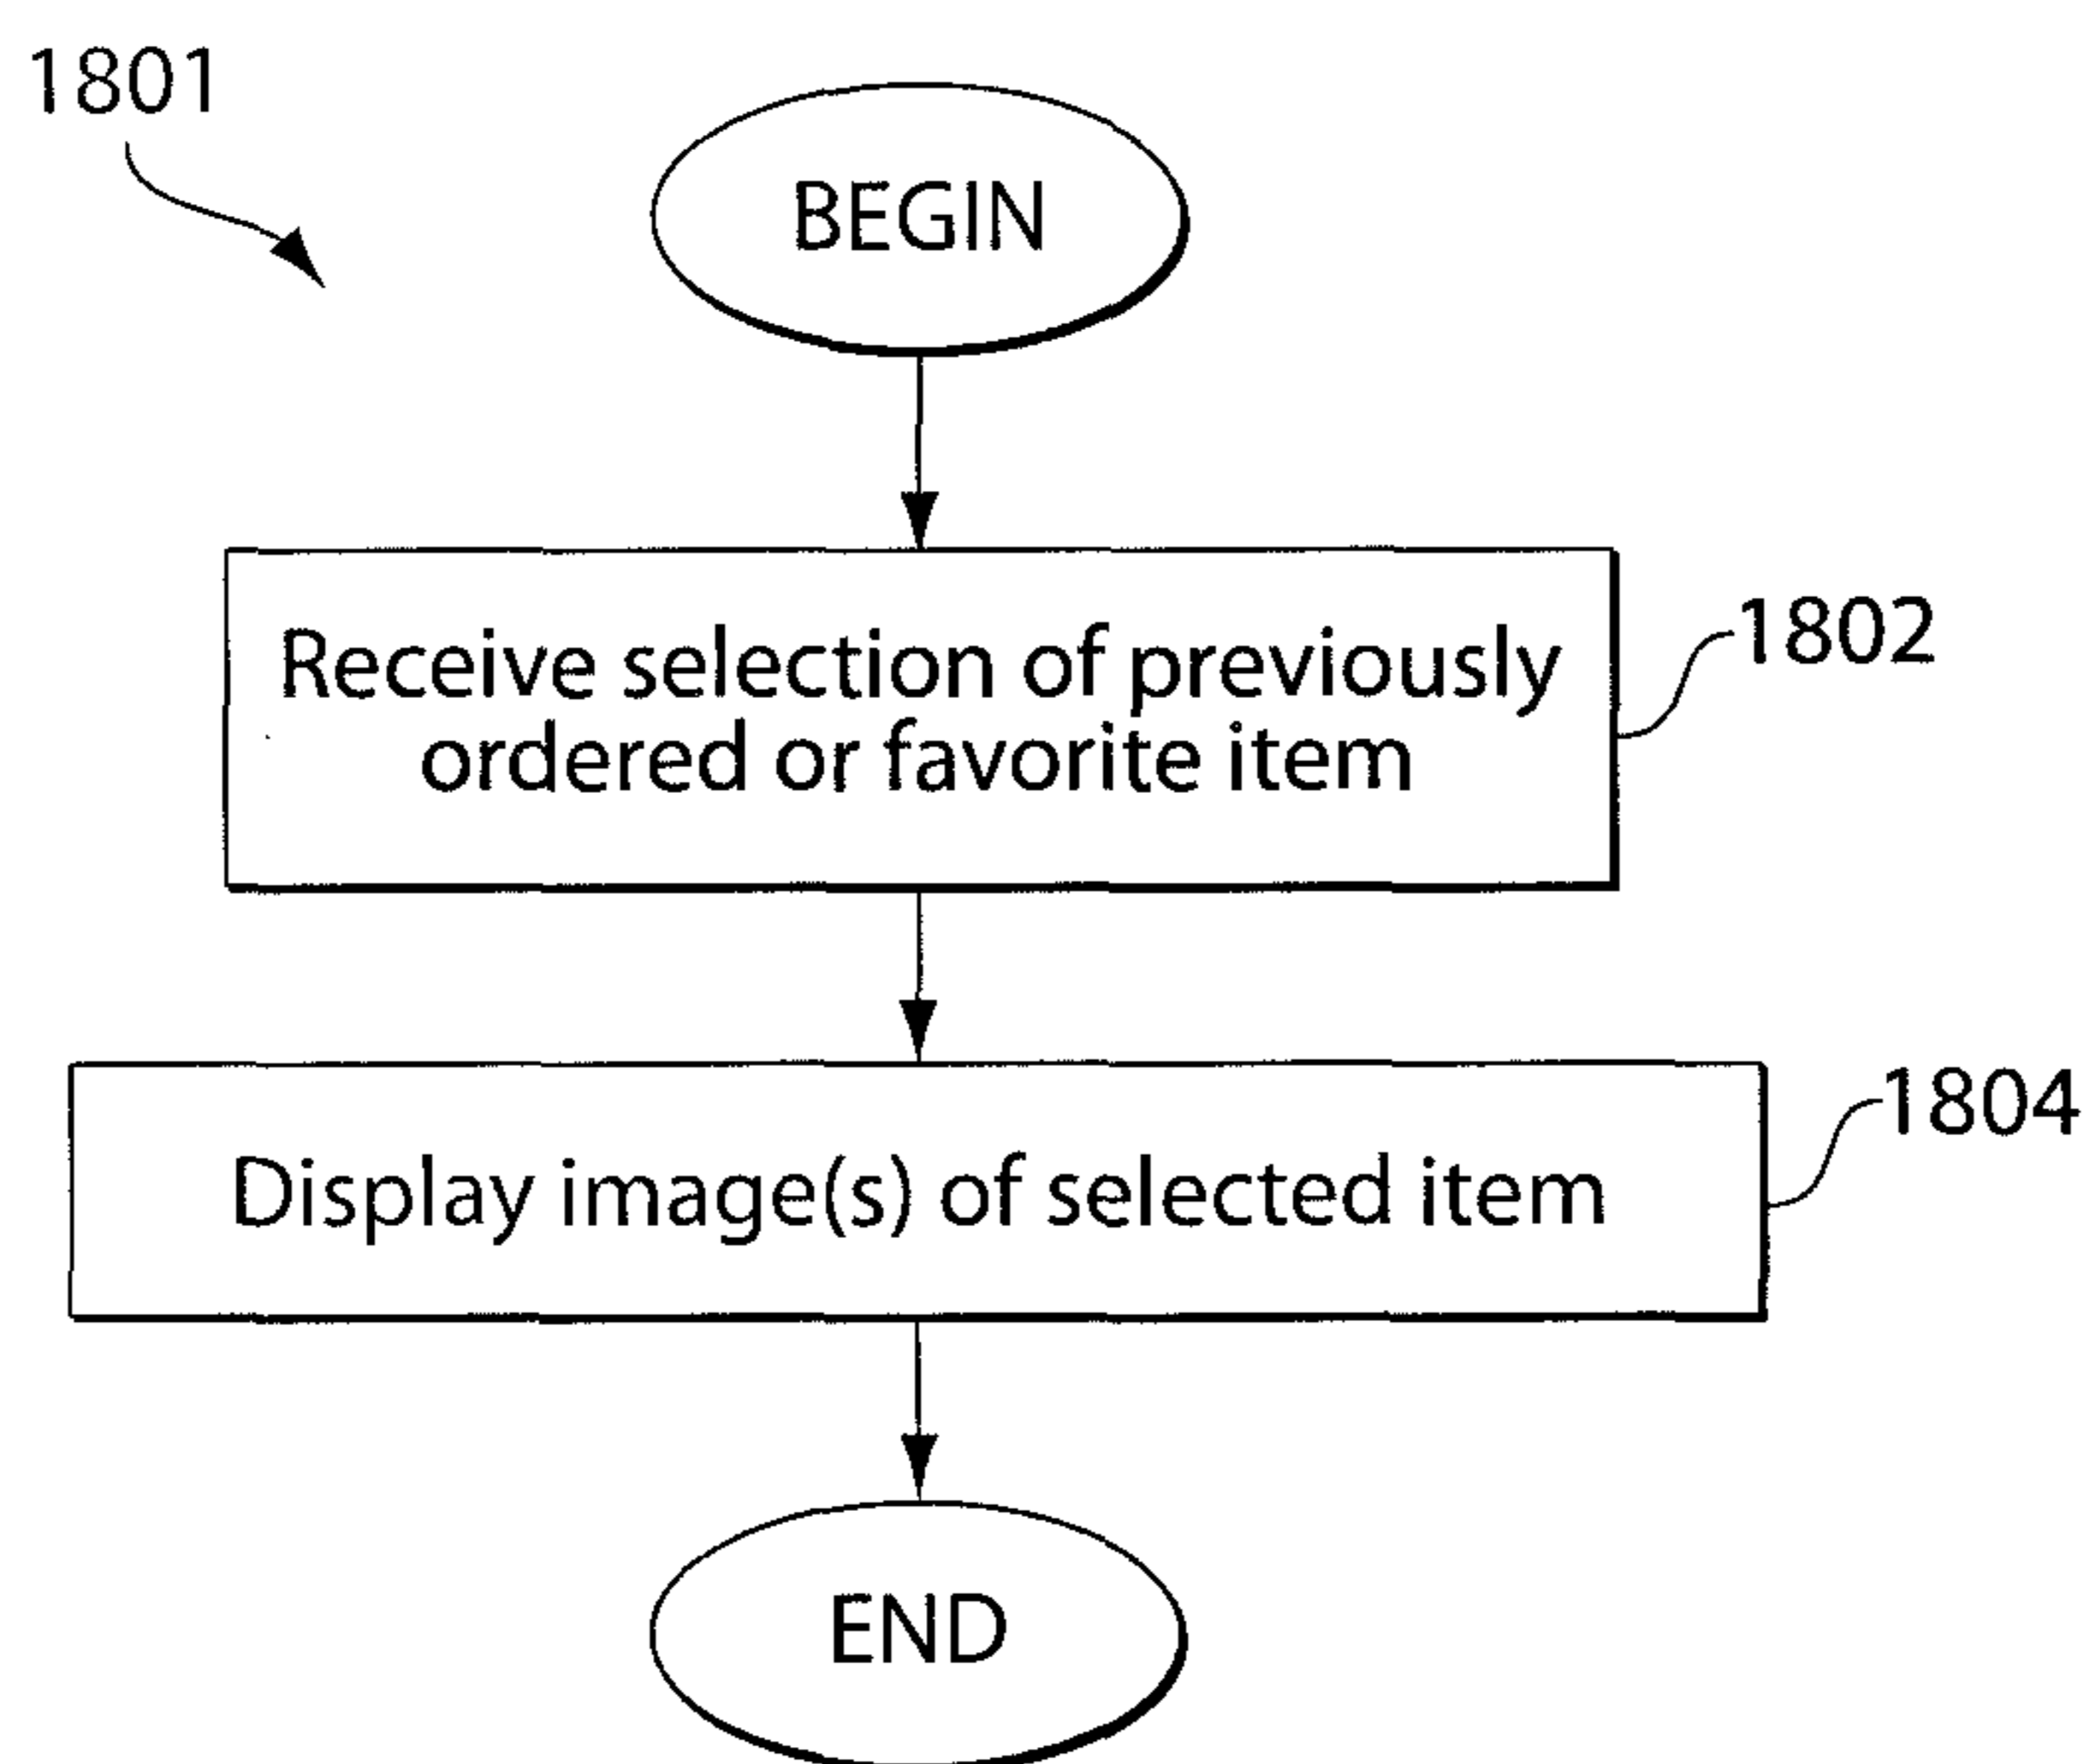 1801
BEGIN
Receive selection of previously
ordered or favorite item
1802
Display image(s) of selected item
1804
END